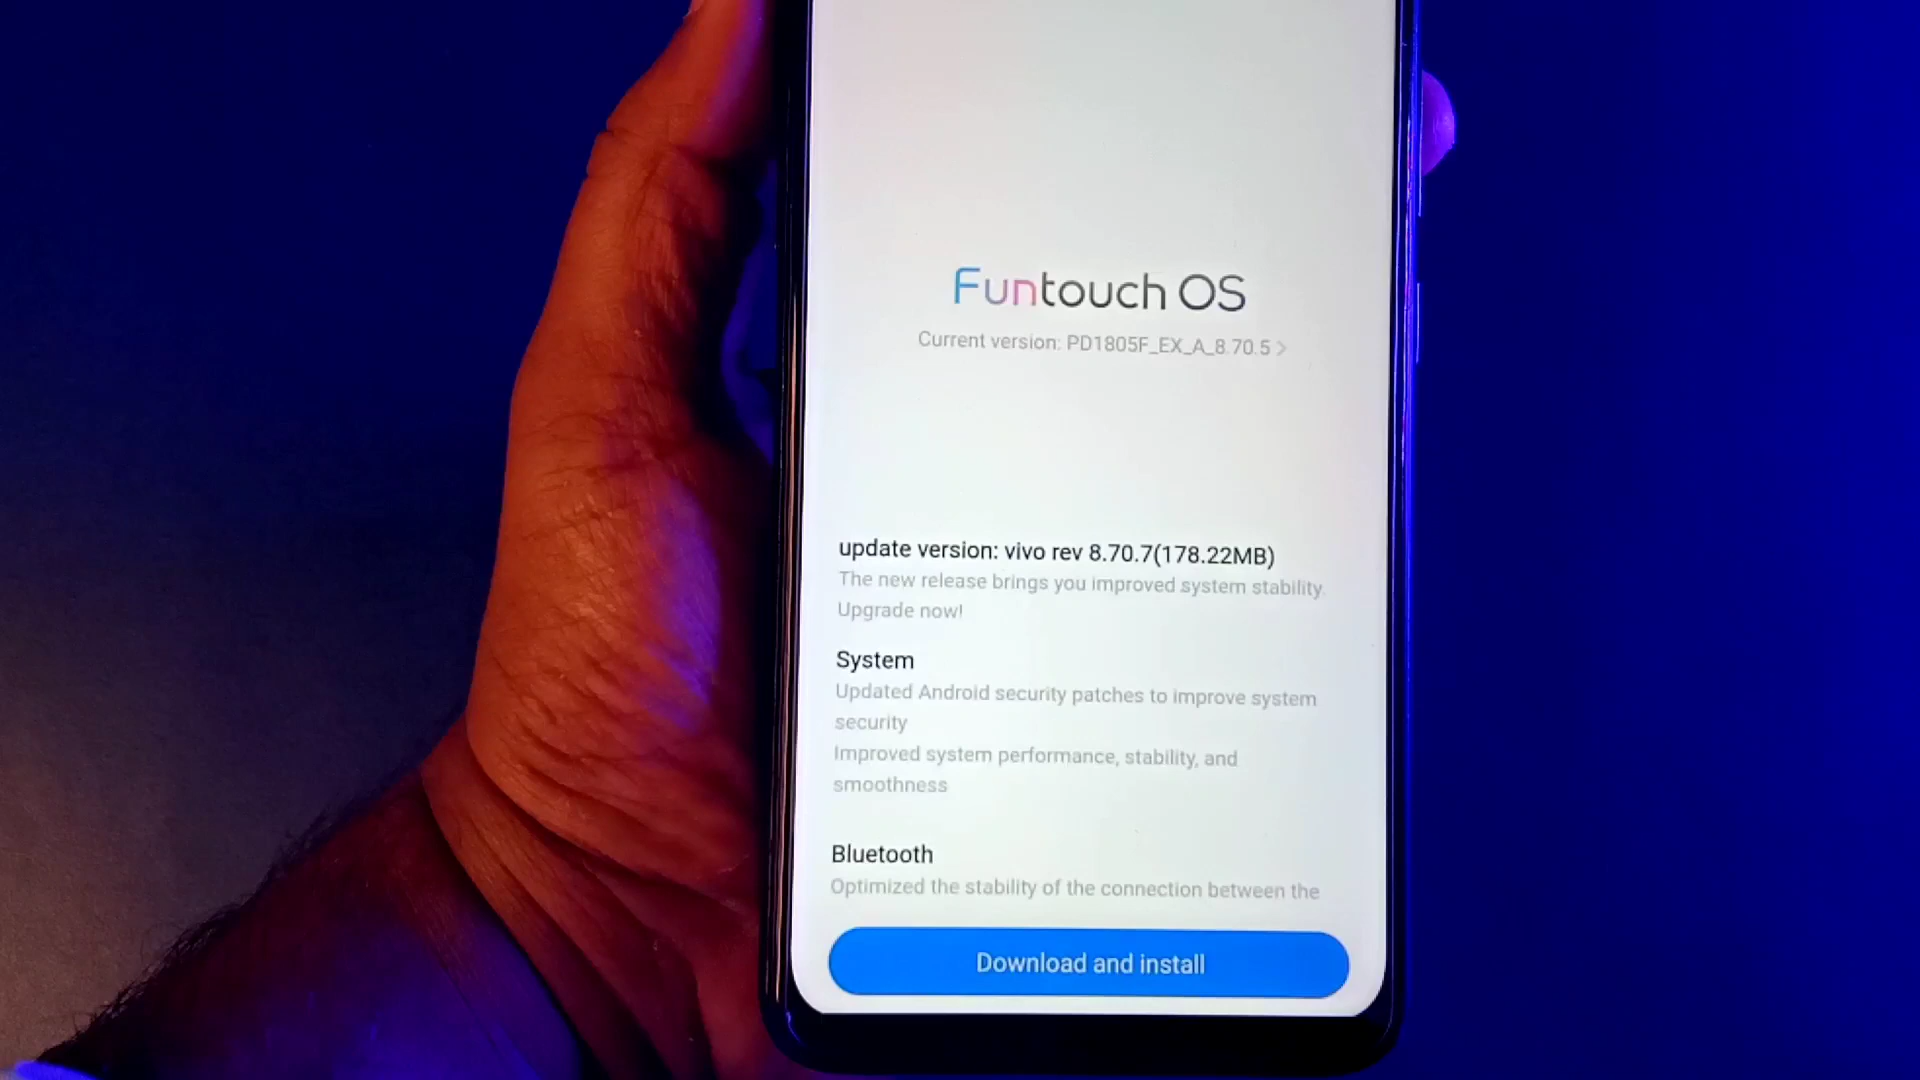 Funtouch OS
Current version: PD1805F_EX_A_8.70.5 >
update version: vivo rev 8.70.7(178.22MB)
The new release brings you improved system stability.
Upgrade now!
System
Updated Android security patches to improve system
security
Improved system performance, stability, and
smoothness
Bluetooth
Optimized the stability of the connection between the
Download and install